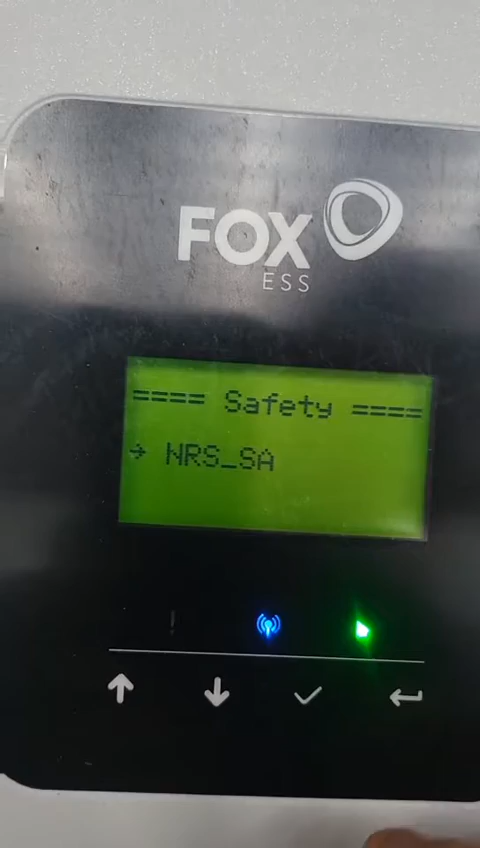 FOX
ESS
==== Safety ====
→ NRS_SA